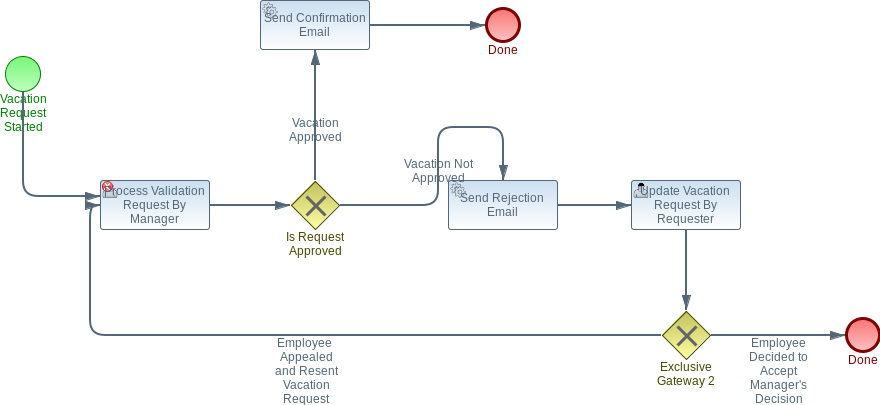 Send Confirmation
Email
Done
Vacation
Request
Started
Vacation
Approved
Vacation Not
Approved
Process Validation
Request By
Manager
Is Request
Approved
Send Rejection
Email
Update Vacation
Request By
Requester
Employee
Appealed
and Resent
Vacation
Request
Exclusive
Gateway 2
Employee
Decided to
Accept
Manager's
Decision
Done